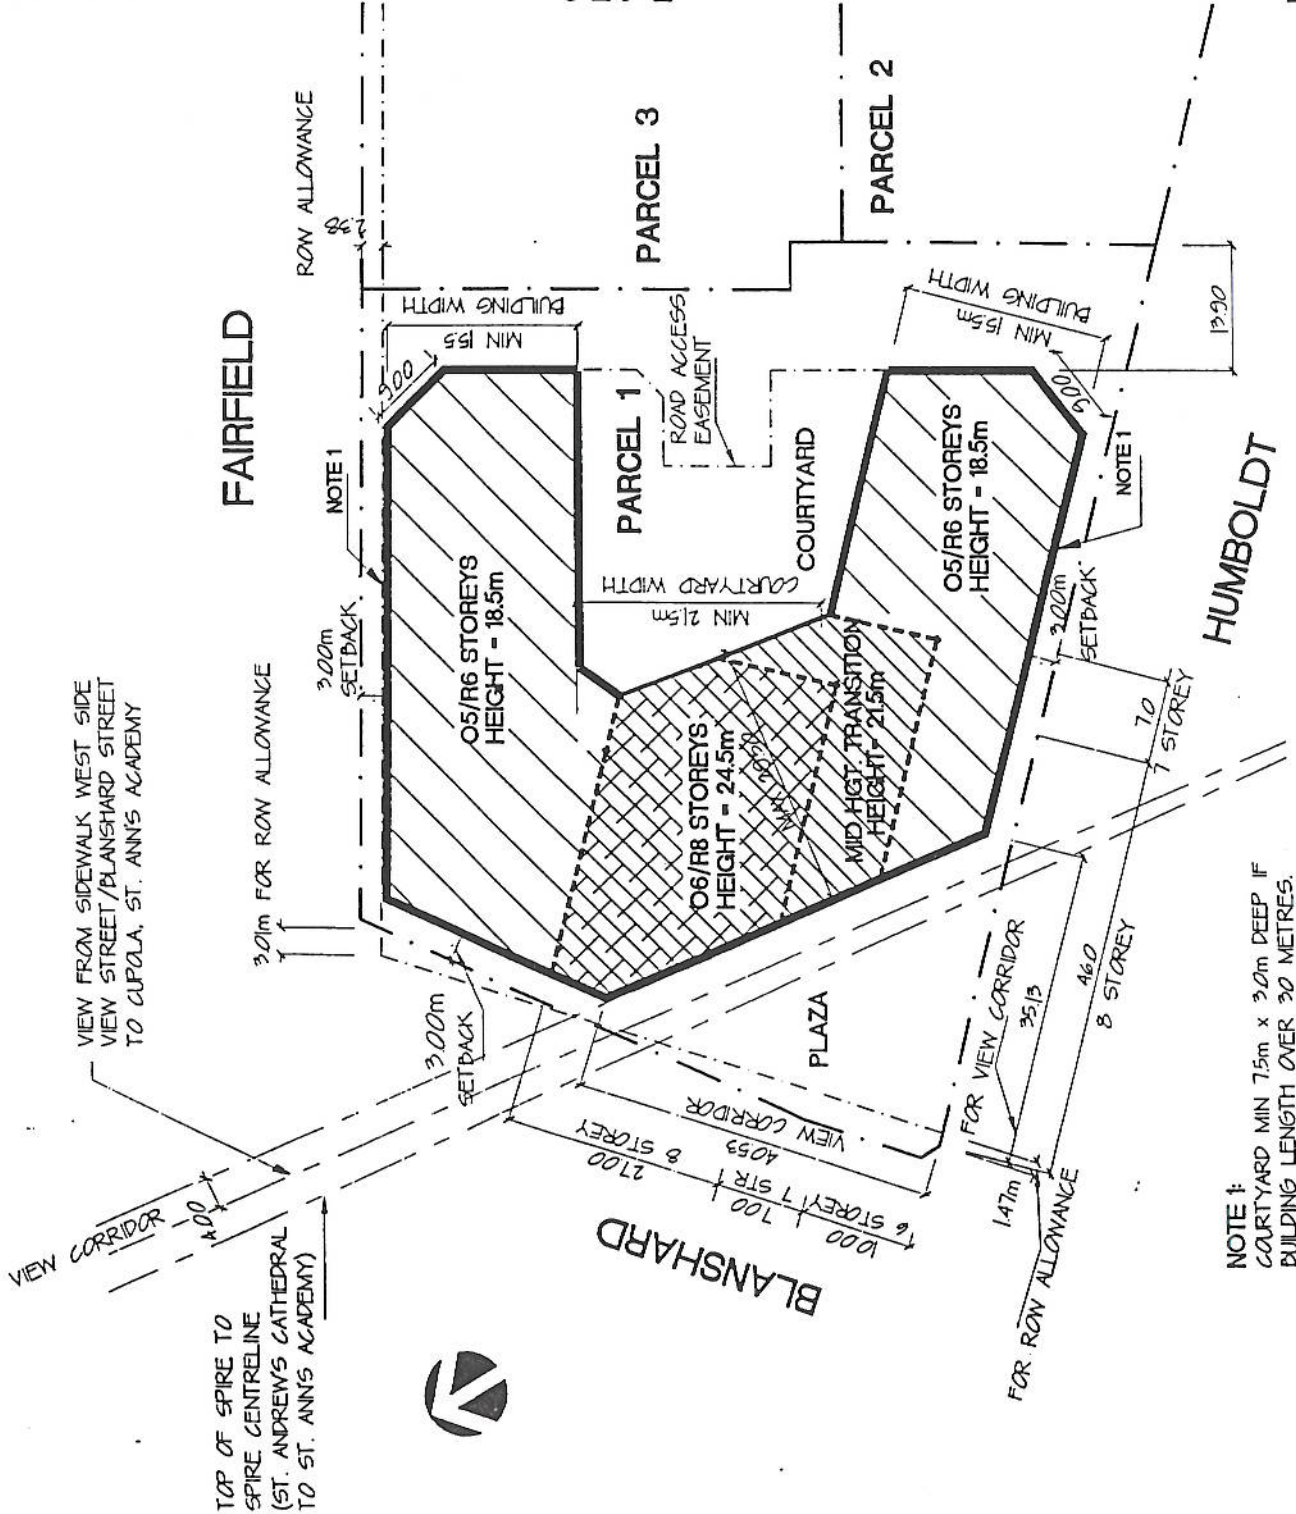 VIEW FROM SIDEWALK WEST SIDE
VIEW STREET/BLANSHARD STREET
TO CUPOLA, ST. ANN'S ACADEMY
FAIRFIELD
ROW ALLOWANCE
2.38
3.01m FOR ROW ALLOWANCE
3.00m
SETBACK
NOTE 1
9.00
MIN 15.5
BUILDING WIDTH
PARCEL 3
PARCEL 2
VIEW CORRIDOR
4.00
TOP OF SPIRE TO
SPIRE CENTRELINE
(ST. ANDREW'S CATHEDRAL
TO ST. ANN'S ACADEMY)
3.00m
SETBACK
O5/R6 STOREYS
HEIGHT = 18.5m
PARCEL 1
ROAD ACCESS
EASEMENT
MIN 21.5m
COURTYARD WIDTH
COURTYARD
O6/R8 STOREYS
HEIGHT = 24.5m
MID HGT. TRANSITION
HEIGHT = 21.5m
O5/R6 STOREYS
HEIGHT = 18.5m
MIN 15.5m
BUILDING WIDTH
9.00
13.90
NOTE 1
3.00m
SETBACK
PLAZA
VIEW CORRIDOR
40.53
27.00
8 STOREY
7.00
7 STR
10.00
6 STOREY
BLANSHARD
HUMBOLDT
7.0
7 STOREY
46.0
8 STOREY
35.13
FOR VIEW CORRIDOR
1.47m
FOR ROW ALLOWANCE
NOTE 1:
COURTYARD MIN 7.5m x 3.0m DEEP IF
BUILDING LENGTH OVER 30 METRES.